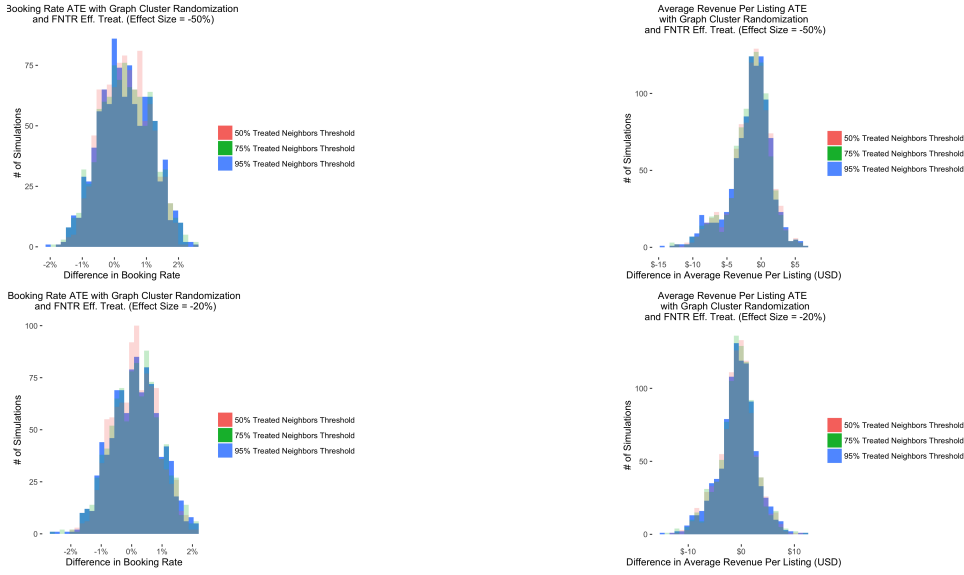 Booking Rate ATE with Graph Cluster Randomization
and FNTR Eff. Treat. (Effect Size = -50%)
75
50
25
0
# of Simulations
-2%
-1%
0%
1%
2%
Difference in Booking Rate
50% Treated Neighbors Threshold
75% Treated Neighbors Threshold
95% Treated Neighbors Threshold
Average Revenue Per Listing ATE
with Graph Cluster Randomization
and FNTR Eff. Treat. (Effect Size = -50%)
100
50
0
# of Simulations
$-15
$-10
$-5
$0
$5
Difference in Average Revenue Per Listing (USD)
50% Treated Neighbors Threshold
75% Treated Neighbors Threshold
95% Treated Neighbors Threshold
Booking Rate ATE with Graph Cluster Randomization
and FNTR Eff. Treat. (Effect Size = -20%)
100
75
50
25
0
# of Simulations
-2%
-1%
0%
1%
2%
Difference in Booking Rate
50% Treated Neighbors Threshold
75% Treated Neighbors Threshold
95% Treated Neighbors Threshold
Average Revenue Per Listing ATE
with Graph Cluster Randomization
and FNTR Eff. Treat. (Effect Size = -20%)
100
50
0
# of Simulations
$-10
$0
$10
Difference in Average Revenue Per Listing (USD)
50% Treated Neighbors Threshold
75% Treated Neighbors Threshold
95% Treated Neighbors Threshold